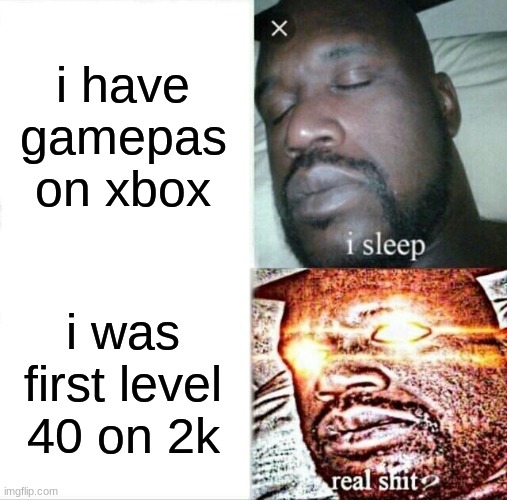 i have
gamepas
on xbox
i sleep
i was
first level
40 on 2k
real shit?
imgflip.com